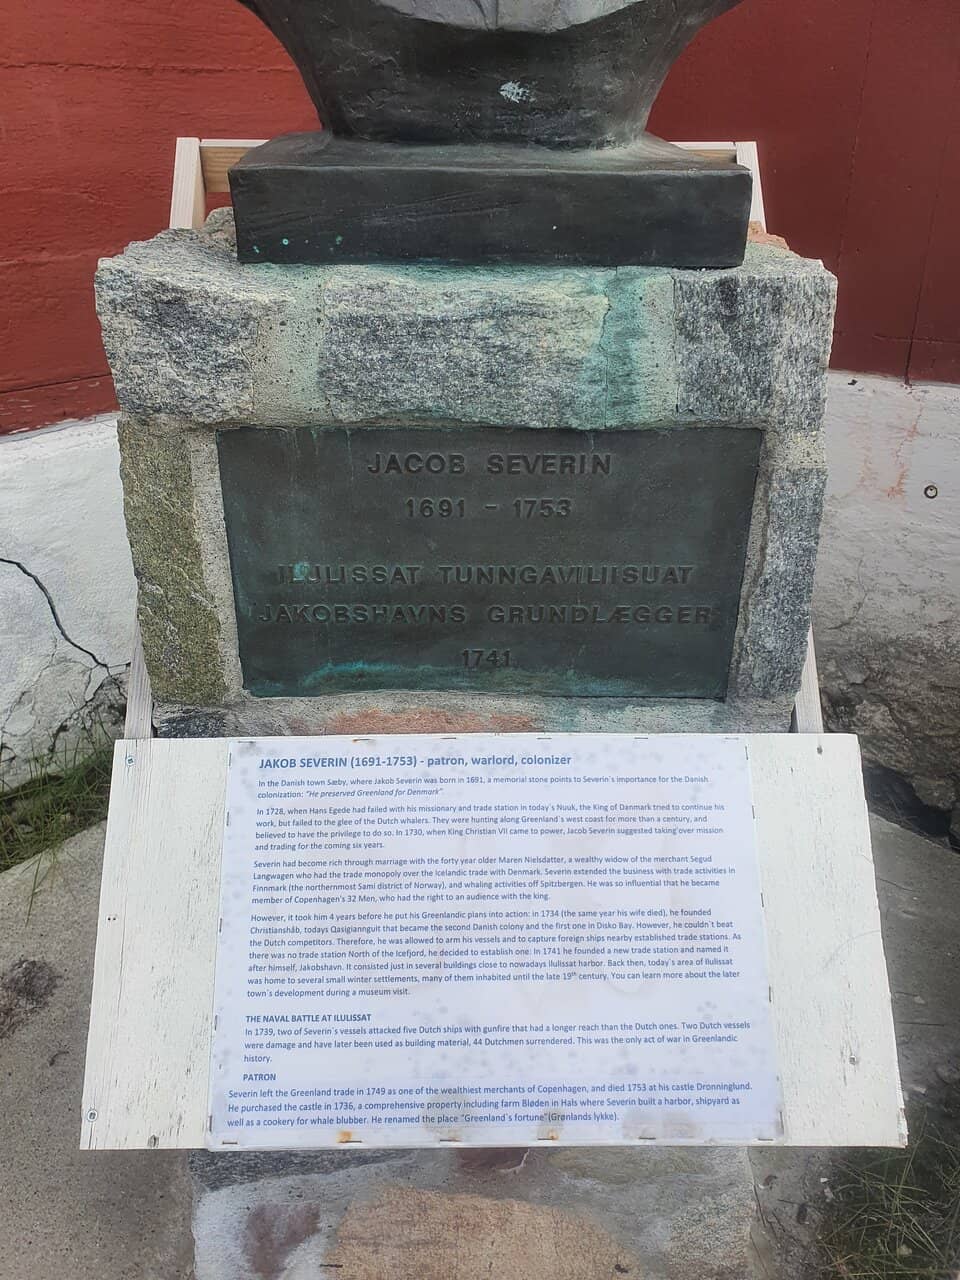 JACOB SEVERIN
1691 - 1753
ILULISSAT TUNNGAVILIISUAT
JAKOBSHAVNS GRUNDLÆGGER
1741
JAKOB SEVERIN (1691-1753) - patron, warlord, colonizer
In the Danish town Sæby, where Jakob Severin was born in 1691, a memorial stone points to Severin´s importance for the Danish
colonization: "He preserved Greenland for Denmark".
In 1728, when Hans Egede had failed with his missionary and trade station in today´s Nuuk, the King of Danmark tried to continue his
work, but failed to the glee of the Dutch whalers. They were hunting along Greenland´s west coast for more than a century, and
believed to have the privilege to do so. In 1730, when King Christian VII came to power, Jacob Severin suggested taking over mission
and trading for the coming six years.
Severin had become rich through marriage with the forty year older Maren Nielsdatter, a wealthy widow of the merchant Segud
Langwagen who had the trade monopoly over the Icelandic trade with Denmark. Severin extended the business with trade activities in
Finnmark (the northernmost Sami district of Norway), and whaling activities off Spitzbergen. He was so influential that he became
member of Copenhagen's 32 Men, who had the right to an audience with the king.
However, it took him 4 years before he put his Greenlandic plans into action: in 1734 (the same year his wife died), he founded
Christianshåb, todays Qasigiannguit that became the second Danish colony and the first one in Disko Bay. However, he couldn´t beat
the Dutch competitors. Therefore, he was allowed to arm his vessels and to capture foreign ships nearby established trade stations. As
there was no trade station North of the Icefjord, he decided to establish one: In 1741 he founded a new trade station and named it
after himself, Jakobshavn. It consisted just in several buildings close to nowadays Ilulissat harbor. Back then, today´s area of Ilulissat
was home to several small winter settlements, many of them inhabited until the late 19th century. You can learn more about the later
town´s development during a museum visit.
THE NAVAL BATTLE AT ILULISSAT
In 1739, two of Severin´s vessels attacked five Dutch ships with gunfire that had a longer reach than the Dutch ones. Two Dutch vessels
were damage and have later been used as building material, 44 Dutchmen surrendered. This was the only act of war in Greenlandic
history.
PATRON
Severin left the Greenland trade in 1749 as one of the wealthiest merchants of Copenhagen, and died 1753 at his castle Dronninglund.
He purchased the castle in 1736, a comprehensive property including farm Bløden in Hals where Severin built a harbor, shipyard as
well as a cookery for whale blubber. He renamed the place "Greenland´s fortune"(Grønlands lykke).